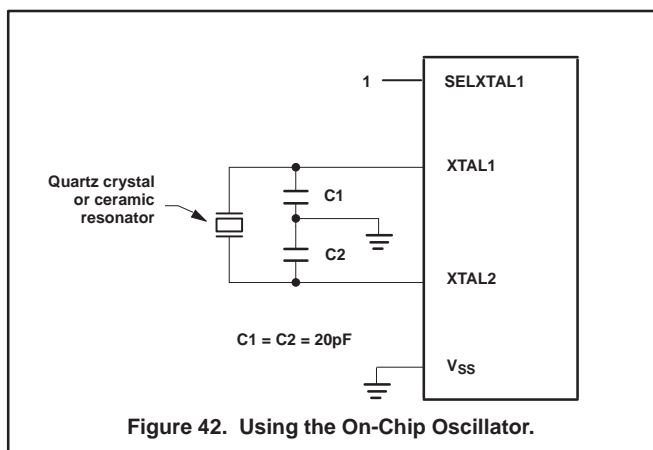 1 SELXTAL1
XTAL1
Quartz crystal
or ceramic
resonator
C1
C2
XTAL2
C1 = C2 = 20pF
VSS
Figure 42. Using the On-Chip Oscillator.